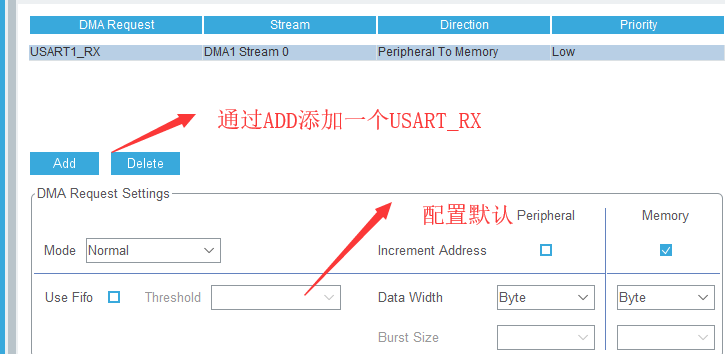 DMA Request Stream Direction Priority
USART1_RX DMA1 Stream 0 Peripheral To Memory Low
通过ADD添加一个USART_RX
Add Delete
DMA Request Settings
配置默认
Peripheral Memory
Mode Normal Increment Address
Use Fifo Threshold Data Width Byte Byte
Burst Size